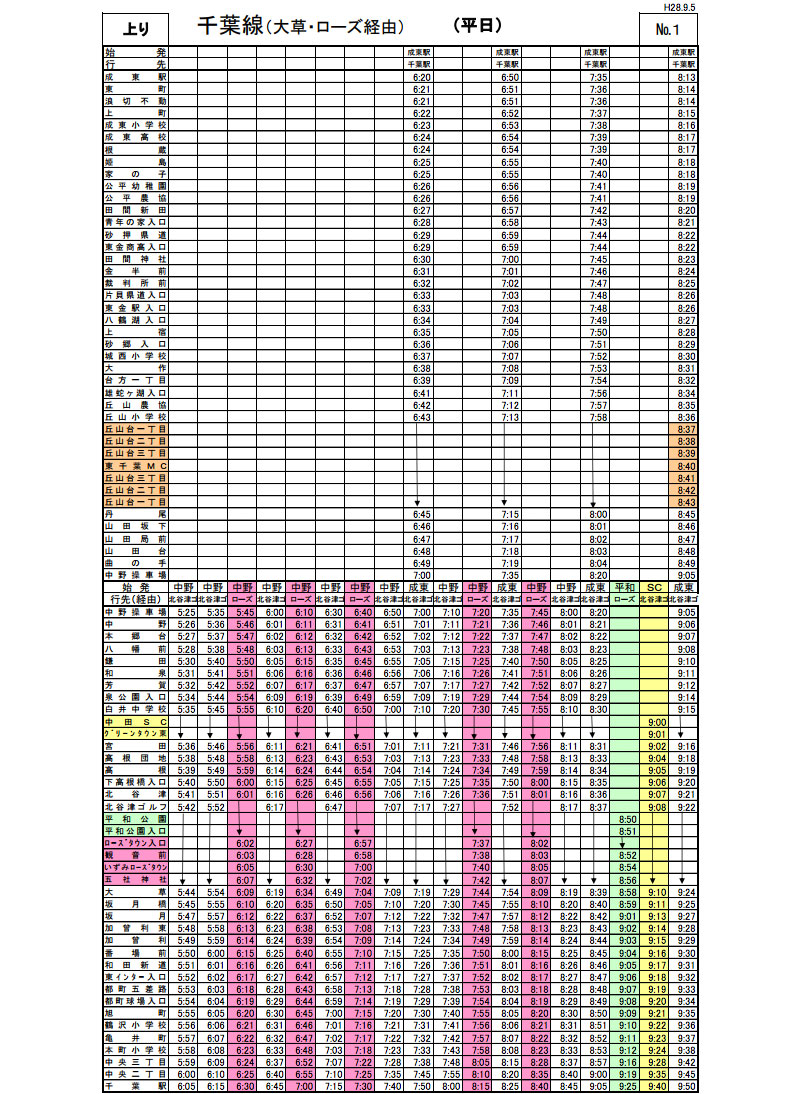 H28.9.5
上り 千葉線(大草・ローズ経由) (平日) №1
始発 成東駅 成東駅 成東駅 成東駅
行先 千葉駅 千葉駅 千葉駅 千葉駅
成東駅 6:20 6:50 7:35 8:13
東町 6:21 6:51 7:36 8:14
浪切不動 6:21 6:51 7:36 8:14
上町 6:22 6:52 7:37 8:15
成東小学校 6:23 6:53 7:38 8:16
成東高校 6:24 6:54 7:39 8:17
根蔵 6:24 6:54 7:39 8:17
姫島 6:25 6:55 7:40 8:18
家の子 6:25 6:55 7:40 8:18
公平幼稚園 6:26 6:56 7:41 8:19
公平農協 6:26 6:56 7:41 8:19
田間新田 6:27 6:57 7:42 8:20
青年の家入口 6:28 6:58 7:43 8:21
砂押県道 6:29 6:59 7:44 8:22
東金商高入口 6:29 6:59 7:44 8:22
田間神社 6:30 7:00 7:45 8:23
金半前 6:31 7:01 7:46 8:24
裁判所前 6:32 7:02 7:47 8:25
片貝県道入口 6:33 7:03 7:48 8:26
東金駅入口 6:33 7:03 7:48 8:26
八鶴湖入口 6:34 7:04 7:49 8:27
上宿 6:35 7:05 7:50 8:28
砂郷入口 6:36 7:06 7:51 8:29
城西小学校 6:37 7:07 7:52 8:30
大作 6:38 7:08 7:53 8:31
台方一丁目 6:39 7:09 7:54 8:32
雄蛇ヶ湖入口 6:41 7:11 7:56 8:34
丘山農協 6:42 7:12 7:57 8:35
丘山小学校 6:43 7:13 7:58 8:36
丘山台一丁目 8:37
丘山台二丁目 8:38
丘山台三丁目 8:39
東千葉MC 8:40
丘山台三丁目 8:41
丘山台二丁目 8:42
丘山台一丁目 8:43
丹尾 6:45 7:15 8:00 8:45
山田坂下 6:46 7:16 8:01 8:46
山田局前 6:47 7:17 8:02 8:47
山田台 6:48 7:18 8:03 8:48
曲の手 6:49 7:19 8:04 8:49
中野操車場 7:00 7:35 8:20 9:05
始発 中野 中野 中野 中野 中野 中野 中野 中野 成東 中野 中野 成東 中野 中野 成東 平和 SC 成東
行先(経由) 北谷津ゴ 北谷津ゴ ローズ 北谷津ゴ ローズ 北谷津ゴ ローズ 北谷津ゴ 北谷津ゴ 北谷津ゴ ローズ 北谷津ゴ ローズ 北谷津ゴ 北谷津ゴ ローズ 北谷津ゴ 北谷津ゴ
中野操車場 5:25 5:35 5:45 6:00 6:10 6:30 6:40 6:50 7:00 7:10 7:20 7:35 7:45 8:00 8:20 9:05
中野 5:26 5:36 5:46 6:01 6:11 6:31 6:41 6:51 7:01 7:11 7:21 7:36 7:46 8:01 8:21 9:06
本郷台 5:27 5:37 5:47 6:02 6:12 6:32 6:42 6:52 7:02 7:12 7:22 7:37 7:47 8:02 8:22 9:07
八幡前 5:28 5:38 5:48 6:03 6:13 6:33 6:43 6:53 7:03 7:13 7:23 7:38 7:48 8:03 8:23 9:08
鎌田 5:30 5:40 5:50 6:05 6:15 6:35 6:45 6:55 7:05 7:15 7:25 7:40 7:50 8:05 8:25 9:10
和泉 5:31 5:41 5:51 6:06 6:16 6:36 6:46 6:56 7:06 7:16 7:26 7:41 7:51 8:06 8:26 9:11
芳賀 5:32 5:42 5:52 6:07 6:17 6:37 6:47 6:57 7:07 7:17 7:27 7:42 7:52 8:07 8:27 9:12
泉公園入口 5:34 5:44 5:54 6:09 6:19 6:39 6:49 6:59 7:09 7:19 7:29 7:44 7:54 8:09 8:29 9:14
白井中学校 5:35 5:45 5:55 6:10 6:20 6:40 6:50 7:00 7:10 7:20 7:30 7:45 7:55 8:10 8:30 9:15
中田SC 9:00
グリーンタウン東 9:01
宮田 5:36 5:46 5:56 6:11 6:21 6:41 6:51 7:01 7:11 7:21 7:31 7:46 7:56 8:11 8:31 9:02 9:16
高根団地 5:38 5:48 5:58 6:13 6:23 6:43 6:53 7:03 7:13 7:23 7:33 7:48 7:58 8:13 8:33 9:04 9:18
高根 5:39 5:49 5:59 6:14 6:24 6:44 6:54 7:04 7:14 7:24 7:34 7:49 7:59 8:14 8:34 9:05 9:19
下高根橋入口 5:40 5:50 6:00 6:15 6:25 6:45 6:55 7:05 7:15 7:25 7:35 7:50 8:00 8:15 8:35 9:06 9:20
北谷津 5:41 5:51 6:01 6:16 6:26 6:46 6:56 7:06 7:16 7:26 7:36 7:51 8:01 8:16 8:36 9:07 9:21
北谷津ゴルフ 5:42 5:52 6:17 6:47 7:07 7:17 7:27 7:52 8:17 8:37 9:08 9:22
平和公園 8:50
平和公園入口 8:51
ローズタウン入口 6:02 6:27 6:57 7:37 8:02
観音前 6:03 6:28 6:58 7:38 8:03 8:52
いずみローズタウン 6:05 6:30 7:00 7:40 8:05 8:54
五社神社 6:07 6:32 7:02 7:42 8:07 8:56
大草 5:44 5:54 6:09 6:19 6:34 6:49 7:04 7:09 7:19 7:29 7:44 7:54 8:09 8:19 8:39 8:58 9:10 9:24
坂月橋 5:45 5:55 6:10 6:20 6:35 6:50 7:05 7:10 7:20 7:30 7:45 7:55 8:10 8:20 8:40 8:59 9:11 9:25
坂月 5:47 5:57 6:12 6:22 6:37 6:52 7:07 7:12 7:22 7:32 7:47 7:57 8:12 8:22 8:42 9:01 9:13 9:27
加曽利東 5:48 5:58 6:13 6:23 6:38 6:53 7:08 7:13 7:23 7:33 7:48 7:58 8:13 8:23 8:43 9:02 9:14 9:28
加曽利 5:49 5:59 6:14 6:24 6:39 6:54 7:09 7:14 7:24 7:34 7:49 7:59 8:14 8:24 8:44 9:03 9:15 9:29
番場前 5:50 6:00 6:15 6:25 6:40 6:55 7:10 7:15 7:25 7:35 7:50 8:00 8:15 8:25 8:45 9:04 9:16 9:30
和田新道 5:51 6:01 6:16 6:26 6:41 6:56 7:11 7:16 7:26 7:36 7:51 8:01 8:16 8:26 8:46 9:05 9:17 9:31
東インター入口 5:52 6:02 6:17 6:27 6:42 6:57 7:12 7:17 7:27 7:37 7:52 8:02 8:17 8:27 8:47 9:06 9:18 9:32
都町五差路 5:53 6:03 6:18 6:28 6:43 6:58 7:13 7:18 7:28 7:38 7:53 8:03 8:18 8:28 8:48 9:07 9:19 9:33
都町球場入口 5:54 6:04 6:19 6:29 6:44 6:59 7:14 7:19 7:29 7:39 7:54 8:04 8:19 8:29 8:49 9:08 9:20 9:34
旭町 5:55 6:05 6:20 6:30 6:45 7:00 7:15 7:20 7:30 7:40 7:55 8:05 8:20 8:30 8:50 9:09 9:21 9:35
鶴沢小学校 5:56 6:06 6:21 6:31 6:46 7:01 7:16 7:21 7:31 7:41 7:56 8:06 8:21 8:31 8:51 9:10 9:22 9:36
亀井町 5:57 6:07 6:22 6:32 6:47 7:02 7:17 7:22 7:32 7:42 7:57 8:07 8:22 8:32 8:52 9:11 9:23 9:37
本町小学校 5:58 6:08 6:23 6:33 6:48 7:03 7:18 7:23 7:33 7:43 7:58 8:08 8:23 8:33 8:53 9:12 9:24 9:38
中央三丁目 5:59 6:09 6:24 6:37 6:52 7:07 7:22 7:28 7:38 7:48 8:05 8:15 8:28 8:37 8:57 9:16 9:28 9:42
中央二丁目 6:00 6:10 6:25 6:40 6:55 7:10 7:25 7:35 7:45 7:55 8:10 8:20 8:35 8:40 9:00 9:19 9:35 9:45
千葉駅 6:05 6:15 6:30 6:45 7:00 7:15 7:30 7:40 7:50 8:00 8:15 8:25 8:40 8:45 9:05 9:25 9:40 9:50